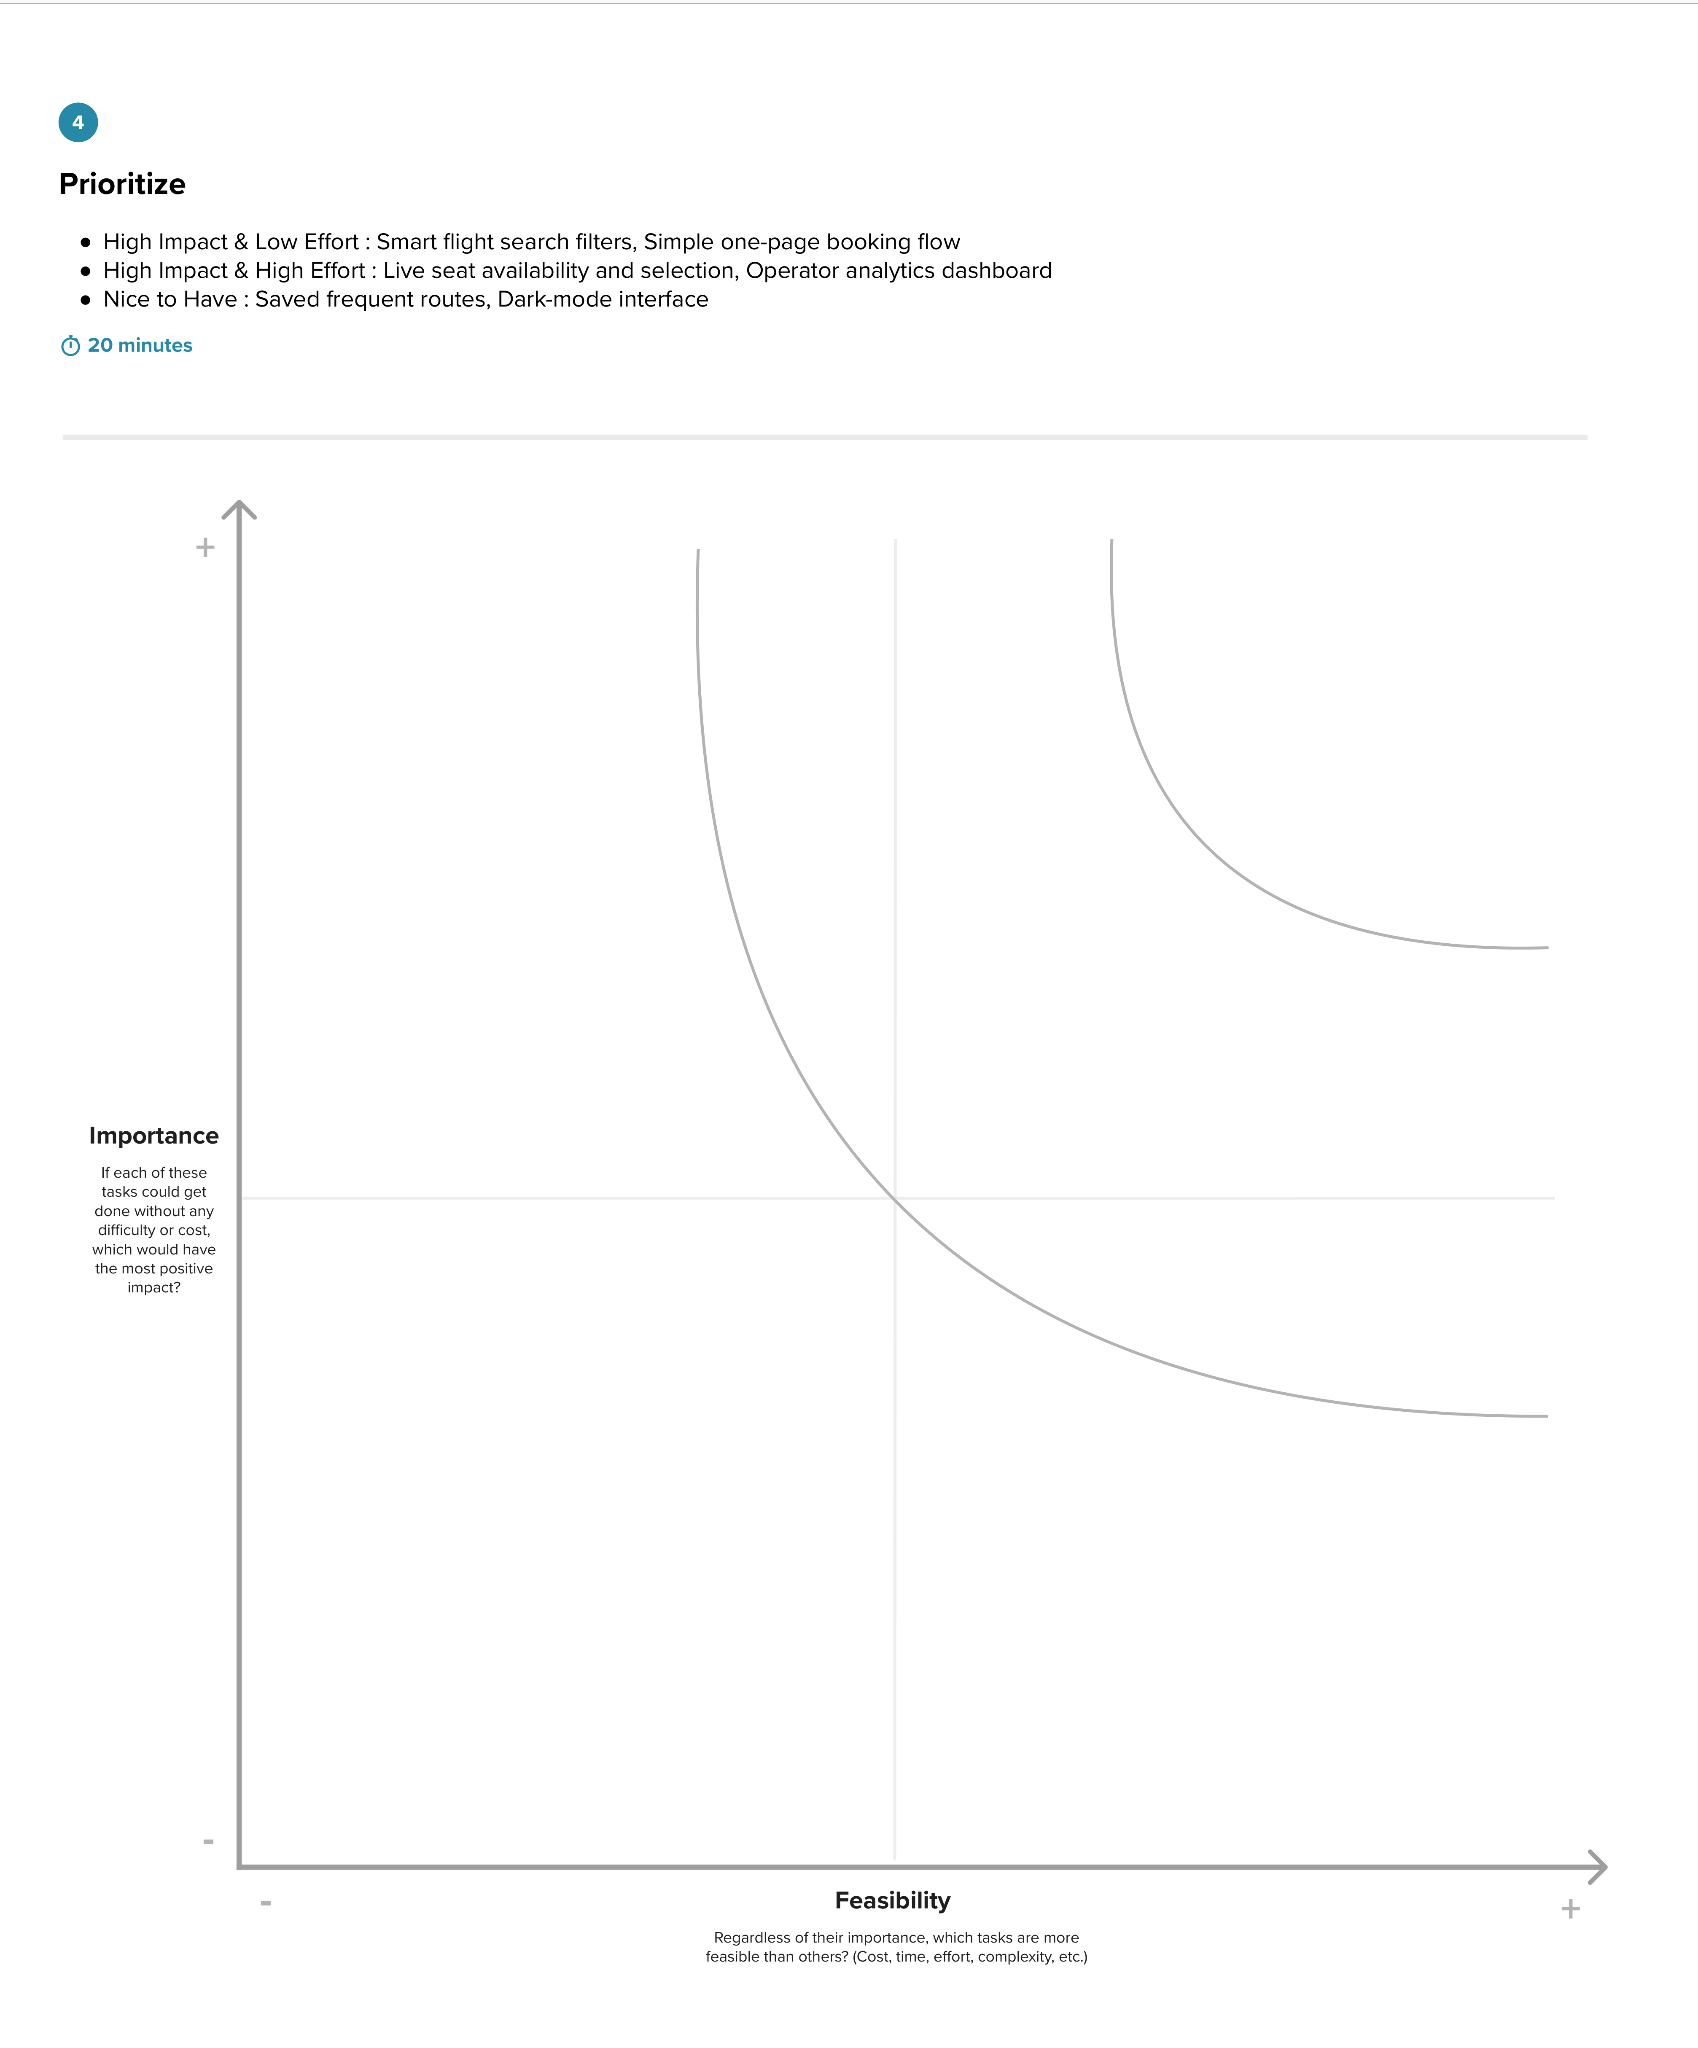 4
Prioritize
● High Impact & Low Effort : Smart flight search filters, Simple one-page booking flow
● High Impact & High Effort : Live seat availability and selection, Operator analytics dashboard
● Nice to Have : Saved frequent routes, Dark-mode interface
20 minutes
+
Importance
If each of these
tasks could get
done without any
difficulty or cost,
which would have
the most positive
impact?
-
-
Feasibility
+
Regardless of their importance, which tasks are more
feasible than others? (Cost, time, effort, complexity, etc.)